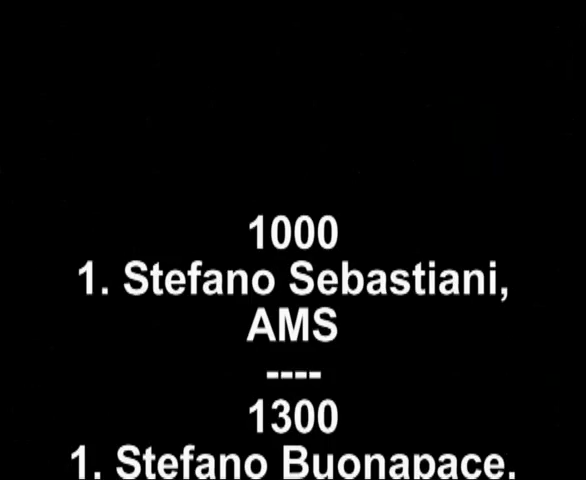 1000
1. Stefano Sebastiani,
AMS
----
1300
1. Stefano Buonapace,